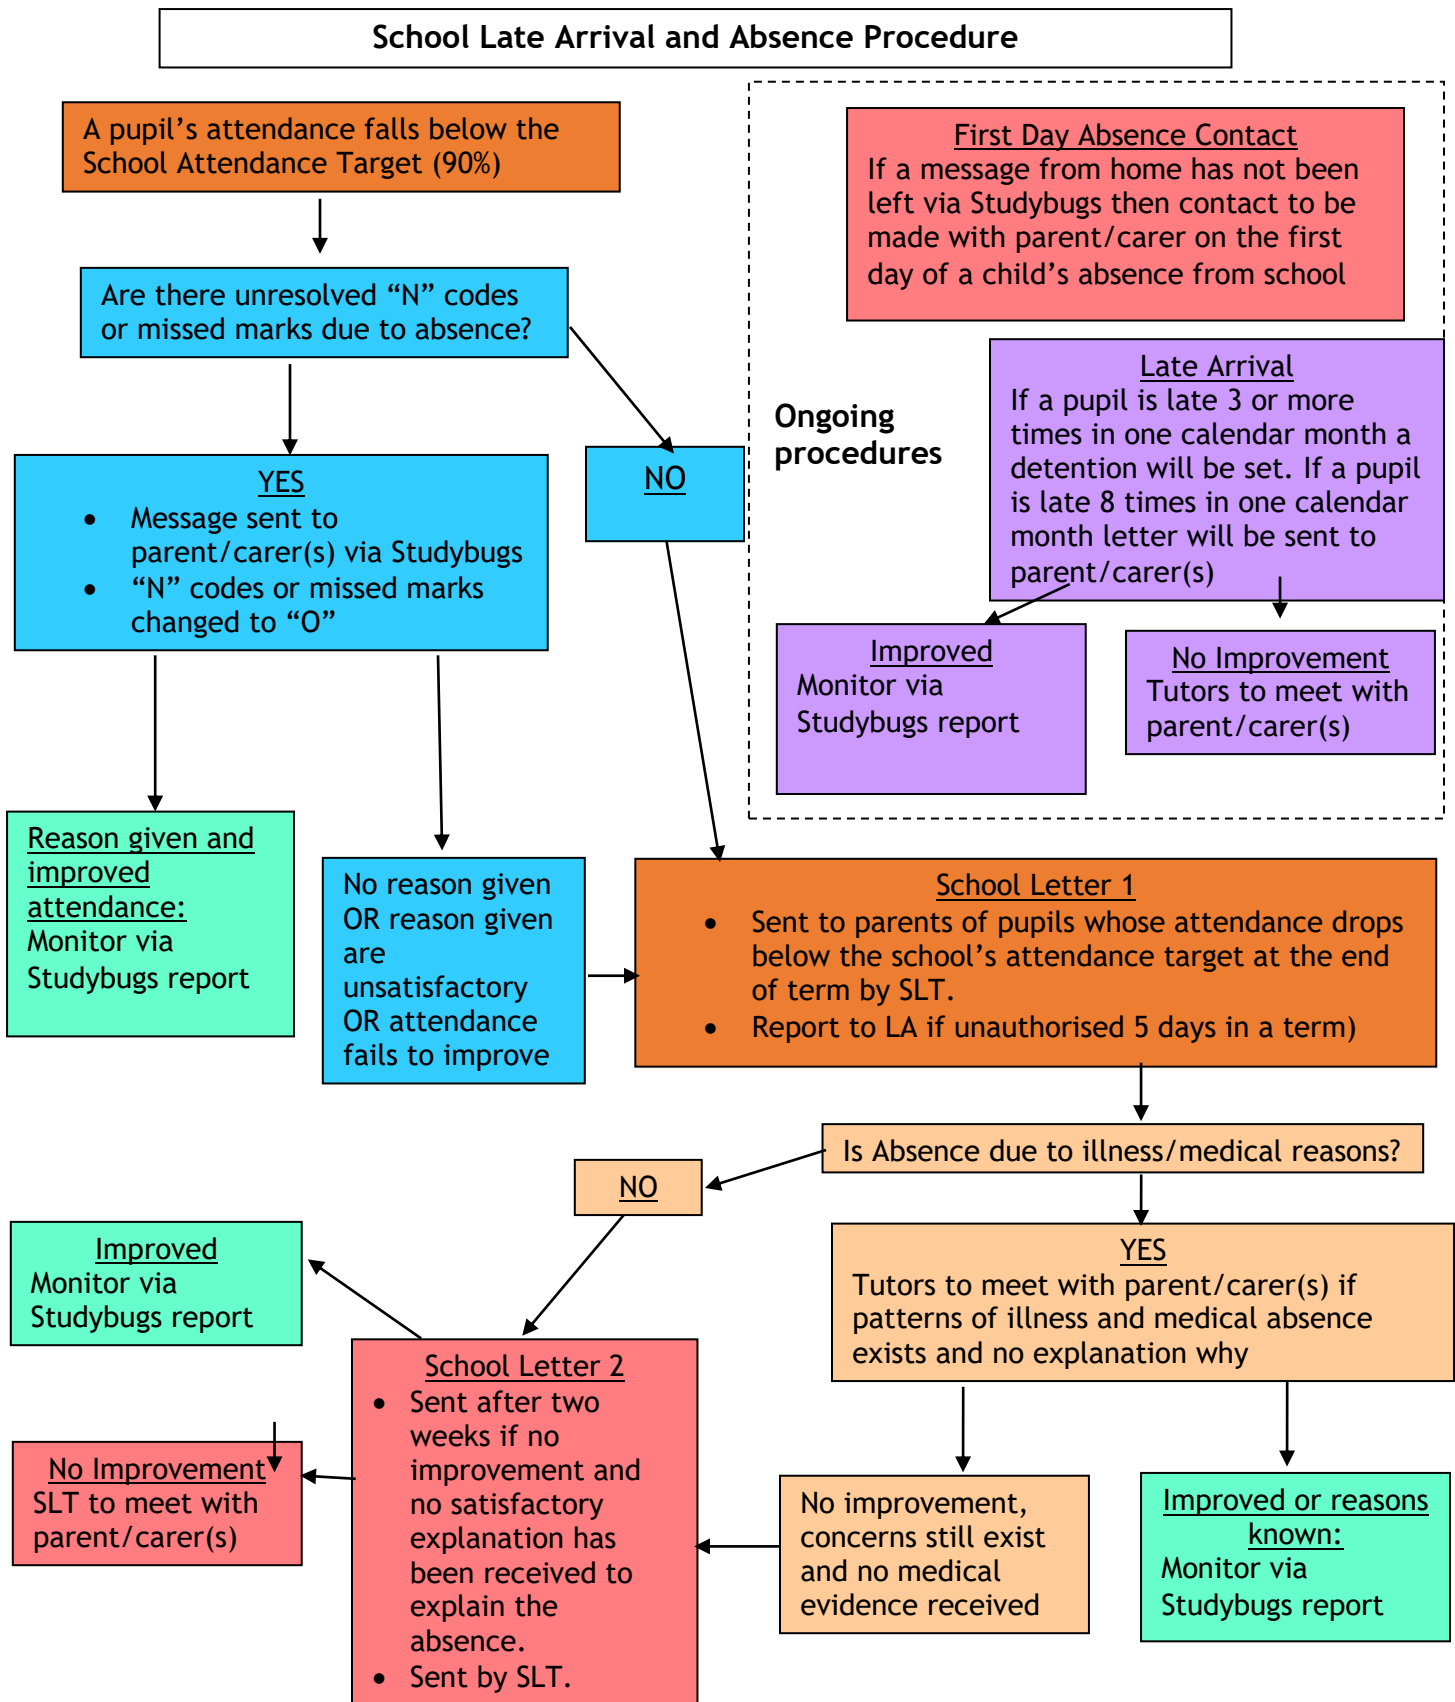 School Late Arrival and Absence Procedure
A pupil’s attendance falls below the
School Attendance Target (90%)
First Day Absence Contact
If a message from home has not been
left via Studybugs then contact to be
made with parent/carer on the first
day of a child’s absence from school
Are there unresolved “N” codes
or missed marks due to absence?
Ongoing
procedures
Late Arrival
If a pupil is late 3 or more
times in one calendar month a
detention will be set. If a pupil
is late 8 times in one calendar
month letter will be sent to
parent/carer(s)
YES
• Message sent to
parent/carer(s) via Studybugs
• “N” codes or missed marks
changed to “O”
NO
Improved
Monitor via
Studybugs report
No Improvement
Tutors to meet with
parent/carer(s)
Reason given and
improved
attendance:
Monitor via
Studybugs report
No reason given
OR reason given
are
unsatisfactory
OR attendance
fails to improve
School Letter 1
• Sent to parents of pupils whose attendance drops
below the school’s attendance target at the end
of term by SLT.
• Report to LA if unauthorised 5 days in a term)
Is Absence due to illness/medical reasons?
NO
YES
Tutors to meet with parent/carer(s) if
patterns of illness and medical absence
exists and no explanation why
Improved
Monitor via
Studybugs report
School Letter 2
• Sent after two
weeks if no
improvement and
no satisfactory
explanation has
been received to
explain the
absence.
• Sent by SLT.
No Improvement
SLT to meet with
parent/carer(s)
No improvement,
concerns still exist
and no medical
evidence received
Improved or reasons
known:
Monitor via
Studybugs report